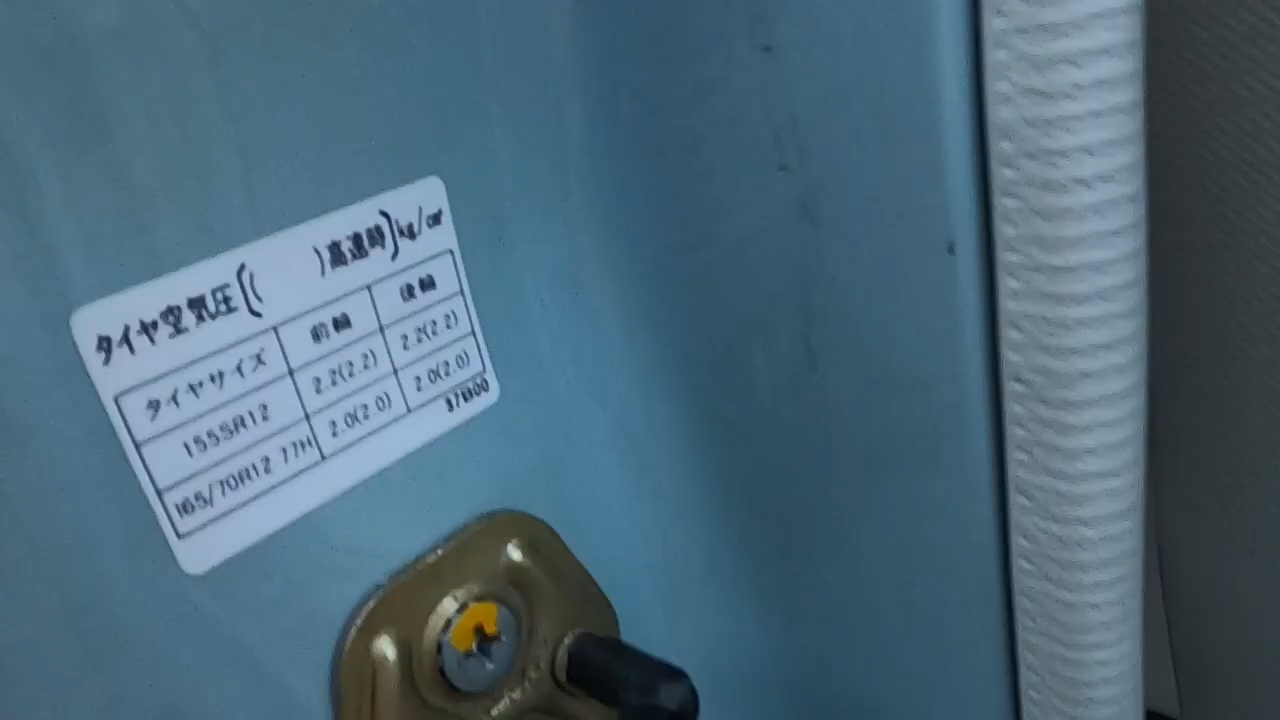 タイヤ空気圧[( )高速時]kg/c㎡
タイヤサイズ 前輪 後輪
155SR12 2.2(2.2) 2.2(2.2)
165/70R12 77H 2.0(2.0) 2.0(2.0)